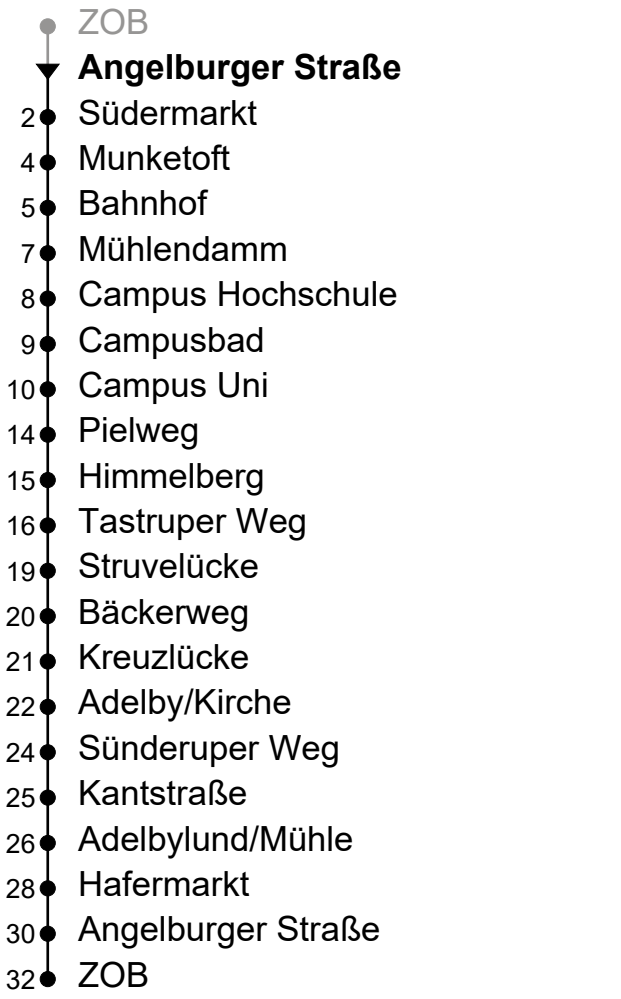 ZOB
Angelburger Straße
2 Südermarkt
4 Munketoft
5 Bahnhof
7 Mühlendamm
8 Campus Hochschule
9 Campusbad
10 Campus Uni
14 Pielweg
15 Himmelberg
16 Tastruper Weg
19 Struvelücke
20 Bäckerweg
21 Kreuzlücke
22 Adelby/Kirche
24 Sünderuper Weg
25 Kantstraße
26 Adelbylund/Mühle
28 Hafermarkt
30 Angelburger Straße
32 ZOB